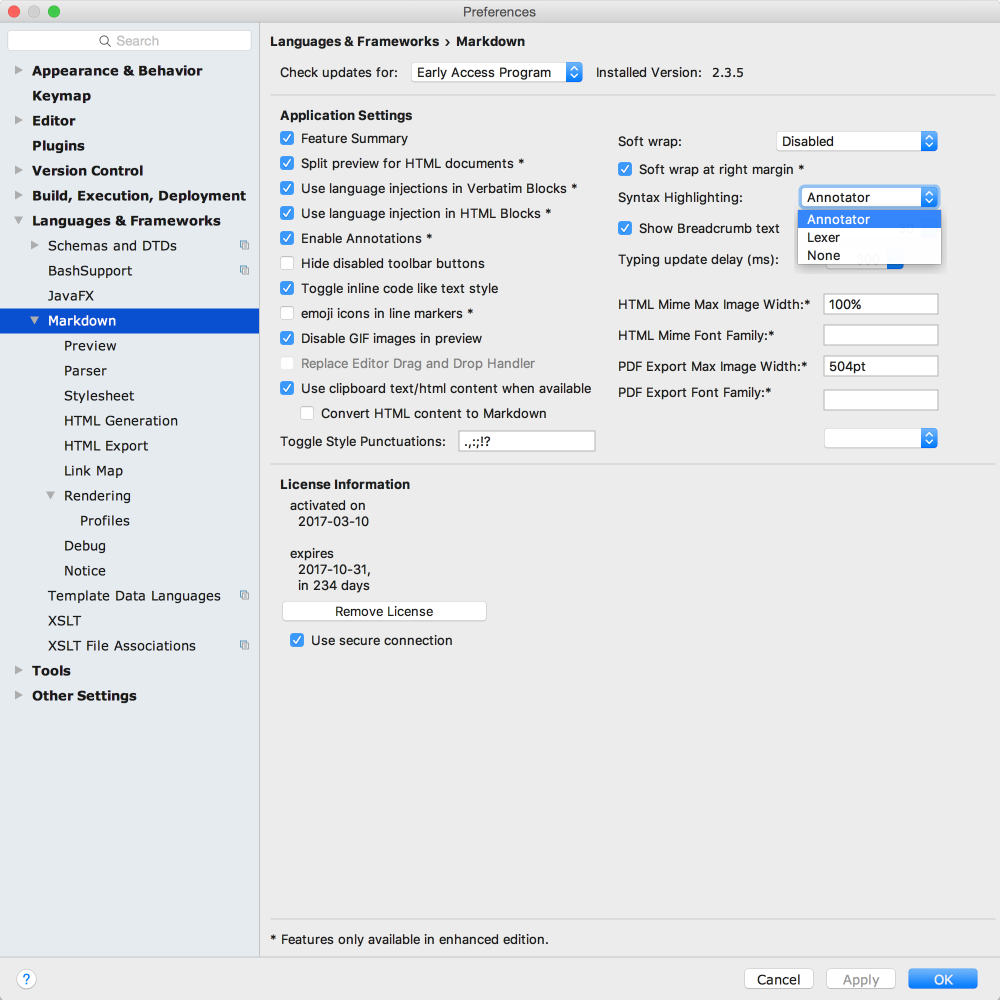 Preferences
Search
Appearance & Behavior
Keymap
Editor
Plugins
Version Control
Build, Execution, Deployment
Languages & Frameworks
Schemas and DTDs
BashSupport
JavaFX
Markdown
Preview
Parser
Stylesheet
HTML Generation
HTML Export
Link Map
Rendering
Profiles
Debug
Notice
Template Data Languages
XSLT
XSLT File Associations
Tools
Other Settings
Languages & Frameworks › Markdown
Check updates for: Early Access Program Installed Version: 2.3.5
Application Settings
Feature Summary
Split preview for HTML documents *
Use language injections in Verbatim Blocks *
Use language injection in HTML Blocks *
Enable Annotations *
Hide disabled toolbar buttons
Toggle inline code like text style
emoji icons in line markers *
Disable GIF images in preview
Replace Editor Drag and Drop Handler
Use clipboard text/html content when available
Convert HTML content to Markdown
Toggle Style Punctuations: .,:;!?
Soft wrap: Disabled
Soft wrap at right margin *
Syntax Highlighting: Annotator
Annotator
Lexer
None
Show Breadcrumb text
Typing update delay (ms):
HTML Mime Max Image Width:* 100%
HTML Mime Font Family:*
PDF Export Max Image Width:* 504pt
PDF Export Font Family:*
License Information
activated on
2017-03-10
expires
2017-10-31,
in 234 days
Remove License
Use secure connection
* Features only available in enhanced edition.
?
Cancel
Apply
OK